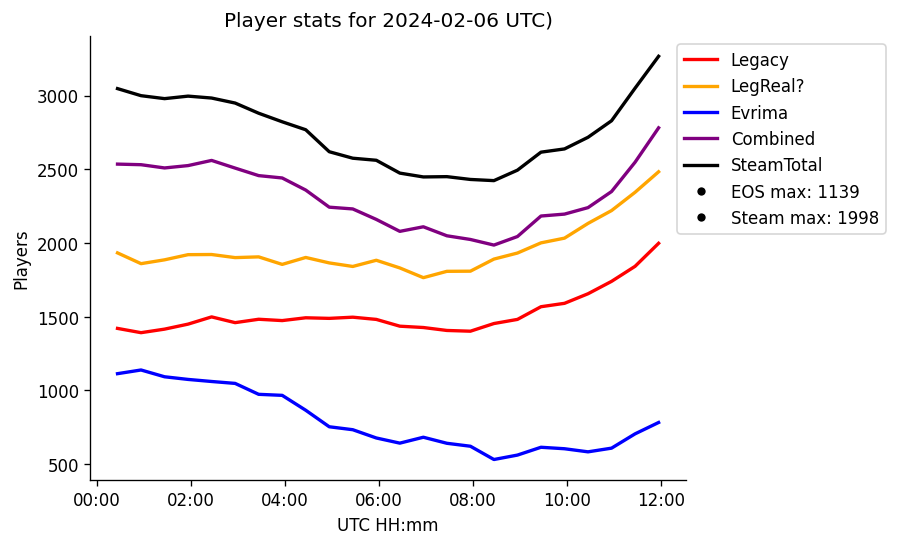 Player stats for 2024-02-06 UTC)
Legacy
LegReal?
Evrima
Combined
SteamTotal
EOS max: 1139
Steam max: 1998
Players
3000
2500
2000
1500
1000
500
00:00 02:00 04:00 06:00 08:00 10:00 12:00
UTC HH:mm